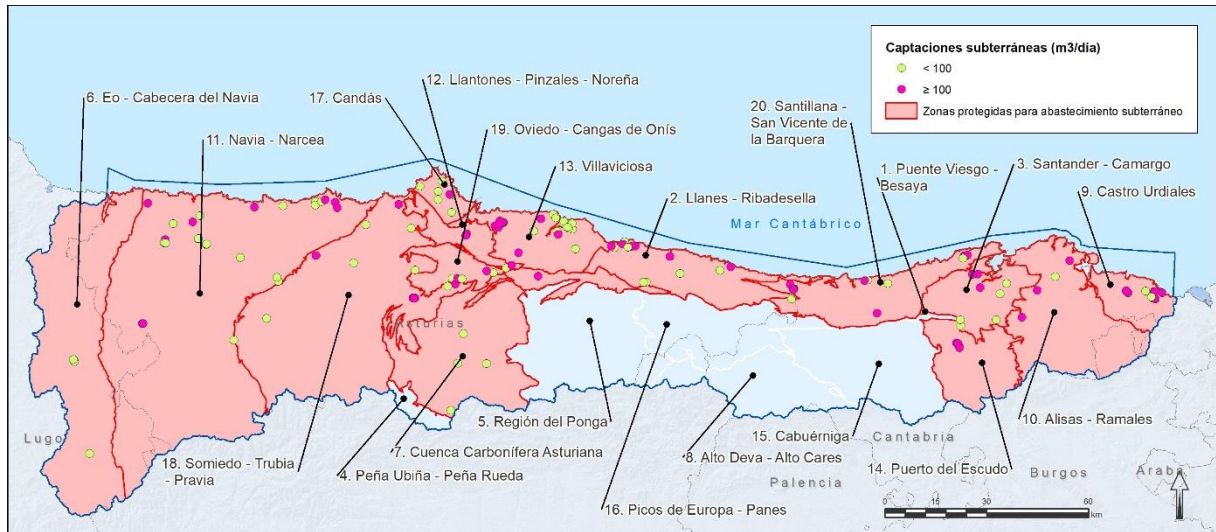 Captaciones subterráneas (m3/día)
< 100
≥ 100
Zonas protegidas para abastecimiento subterráneo
12. Llantones - Pinzales - Noreña
17. Candás
6. Eo - Cabecera del Navia
19. Oviedo - Cangas de Onís
11. Navia - Narcea
13. Villaviciosa
20. Santillana -
San Vicente de
la Barquera
1. Puente Viesgo -
Besaya
3. Santander - Camargo
9. Castro Urdiales
2. Llanes - Ribadesella
Mar Cantábrico
Asturias
5. Región del Ponga
10. Alisas - Ramales
15. Cabuérniga
Cantabria
Lugo
18. Somiedo - Trubia
- Pravia
7. Cuenca Carbonífera Asturiana
8. Alto Deva - Alto Cares
14. Puerto del Escudo
Burgos
Araba
4. Peña Ubiña - Peña Rueda
Palencia
16. Picos de Europa - Panes
0 15 30 60
km